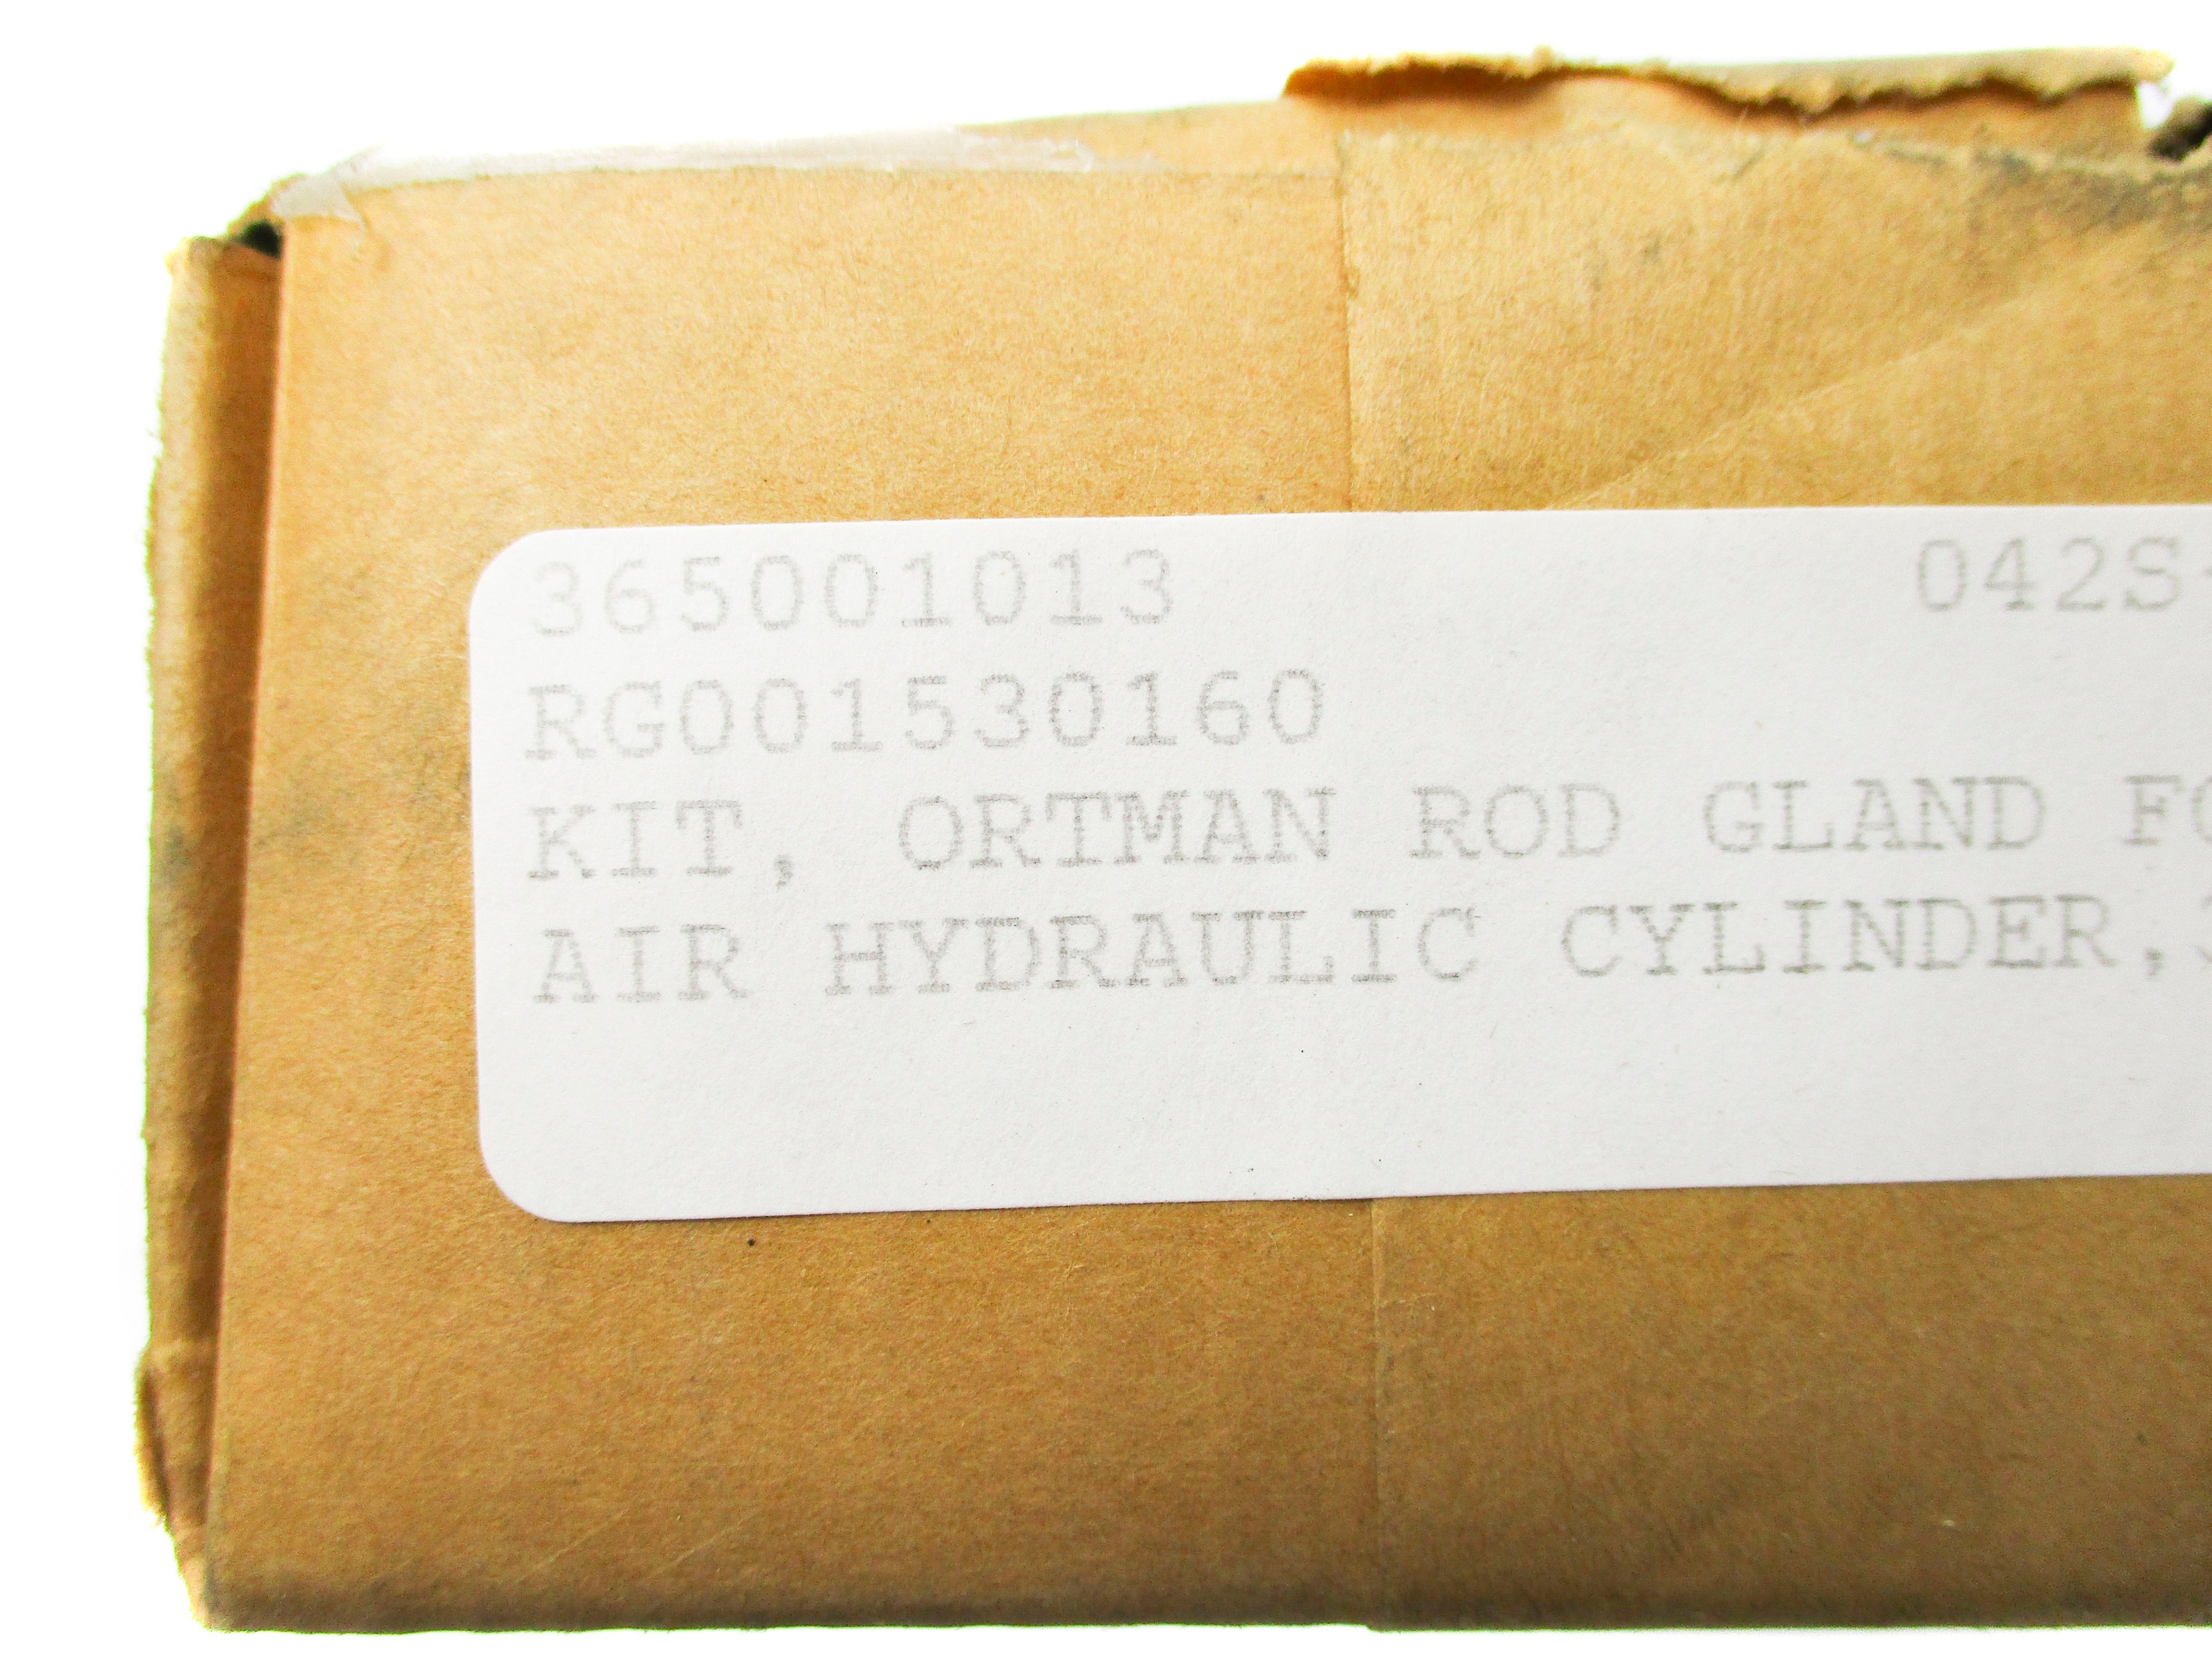 365001013 042S
RG001530160
KIT, ORTMAN ROD GLAND
AIR HYDRAULIC CYLINDER,